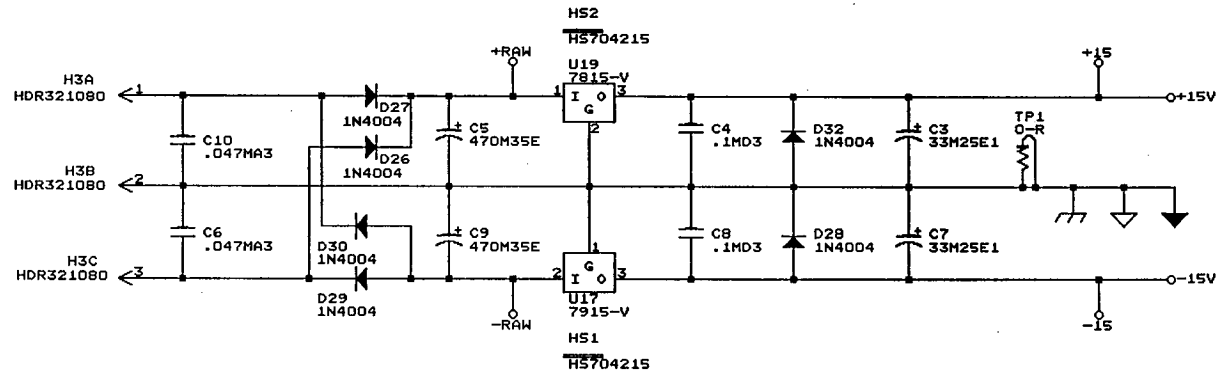 HS2
HS704215
+RAW
+15
U19
7815-V
H3A
HDR321080
1
D27
1N4004
1
I
O
G
3
2
+15V
C10
.047MA3
D26
1N4004
+
C5
470M35E
C4
.1MD3
D32
1N4004
+
C3
33M25E1
TP1
0-R
H3B
HDR321080
2
C6
.047MA3
D30
1N4004
+
C9
470M35E
C8
.1MD3
D28
1N4004
+
C7
33M25E1
H3C
HDR321080
3
D29
1N4004
1
G
2
I
O
3
U17
7915-V
-15V
-RAW
-15
HS1
HS704215